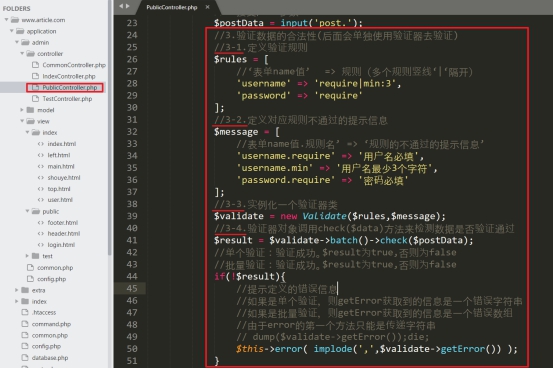 FOLDERS
www.article.com
application
admin
controller
CommonController.php
IndexController.php
PublicController.php
TestController.php
model
view
index
index.html
left.html
main.html
shouye.html
top.html
user.html
public
footer.html
header.html
login.html
test
common.php
config.php
extra
index
.htaccess
command.php
common.php
config.php
database.php
PublicController.php
23 $postData = input('post.');
24 //3.验证数据的合法性(后面会单独使用验证器去验证)
25 //3-1.定义验证规则
26 $rules = [
27 //‘表单name值’ => 规则（多个规则竖线'|'隔开）
28 'username' => 'require|min:3',
29 'password' => 'require'
30 ];
31 //3-2.定义对应规则不通过的提示信息
32 $message = [
33 //表单name值.规则名’ => ‘规则的不通过的提示信息’
34 'username.require' => '用户名必填',
35 'username.min' => '用户名最少3个字符',
36 'password.require' => '密码必填'
37 ];
38 //3-3.实例化一个验证器类
39 $validate = new Validate($rules,$message);
40 //3-4.验证器对象调用check($data)方法来检测数据是否验证通过
41 $result = $validate->batch()->check($postData);
42 //单个验证：验证成功。$result为true,否则为false
43 //批量验证：验证成功。$result为true,否则为false
44 if(!$result){
45 //提示定义的错误信息
46 //如果是单个验证，则getError获取到的信息是一个错误字符串
47 //如果是批量验证，则getError获取到的信息是一个错误数组
48 //由于error的第一个方法只能是传递字符串
49 // dump($validate->getError());die;
50 $this->error( implode(',',$validate->getError()) );
51 }